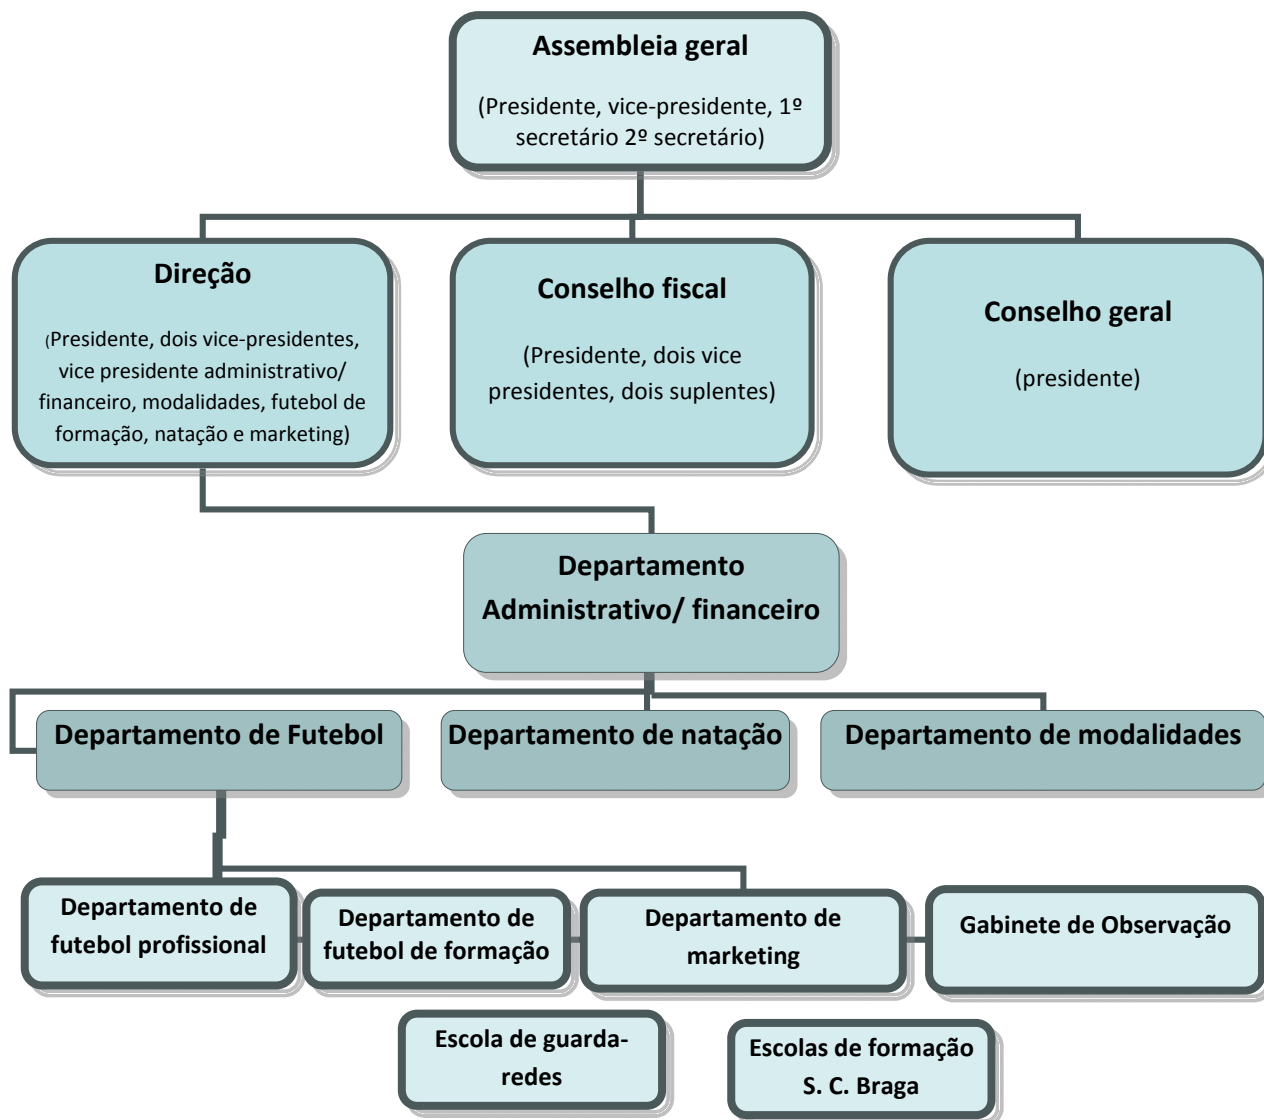 Assembleia geral
(Presidente, vice-presidente, 1º
secretário 2º secretário)
Direção
(Presidente, dois vice-presidentes,
vice presidente administrativo/
financeiro, modalidades, futebol de
formação, natação e marketing)
Conselho fiscal
(Presidente, dois vice
presidentes, dois suplentes)
Conselho geral
(presidente)
Departamento
Administrativo/ financeiro
Departamento de Futebol
Departamento de natação
Departamento de modalidades
Departamento de
futebol profissional
Departamento de
futebol de formação
Departamento de
marketing
Gabinete de Observação
Escola de guarda-
redes
Escolas de formação
S. C. Braga